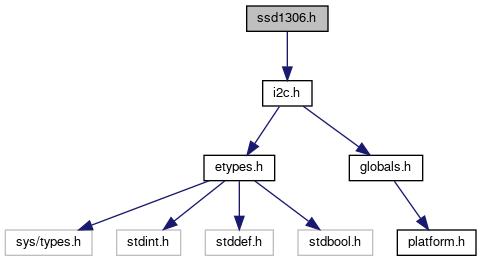 ssd1306.h
i2c.h
etypes.h
globals.h
sys/types.h
stdint.h
stddef.h
stdbool.h
platform.h